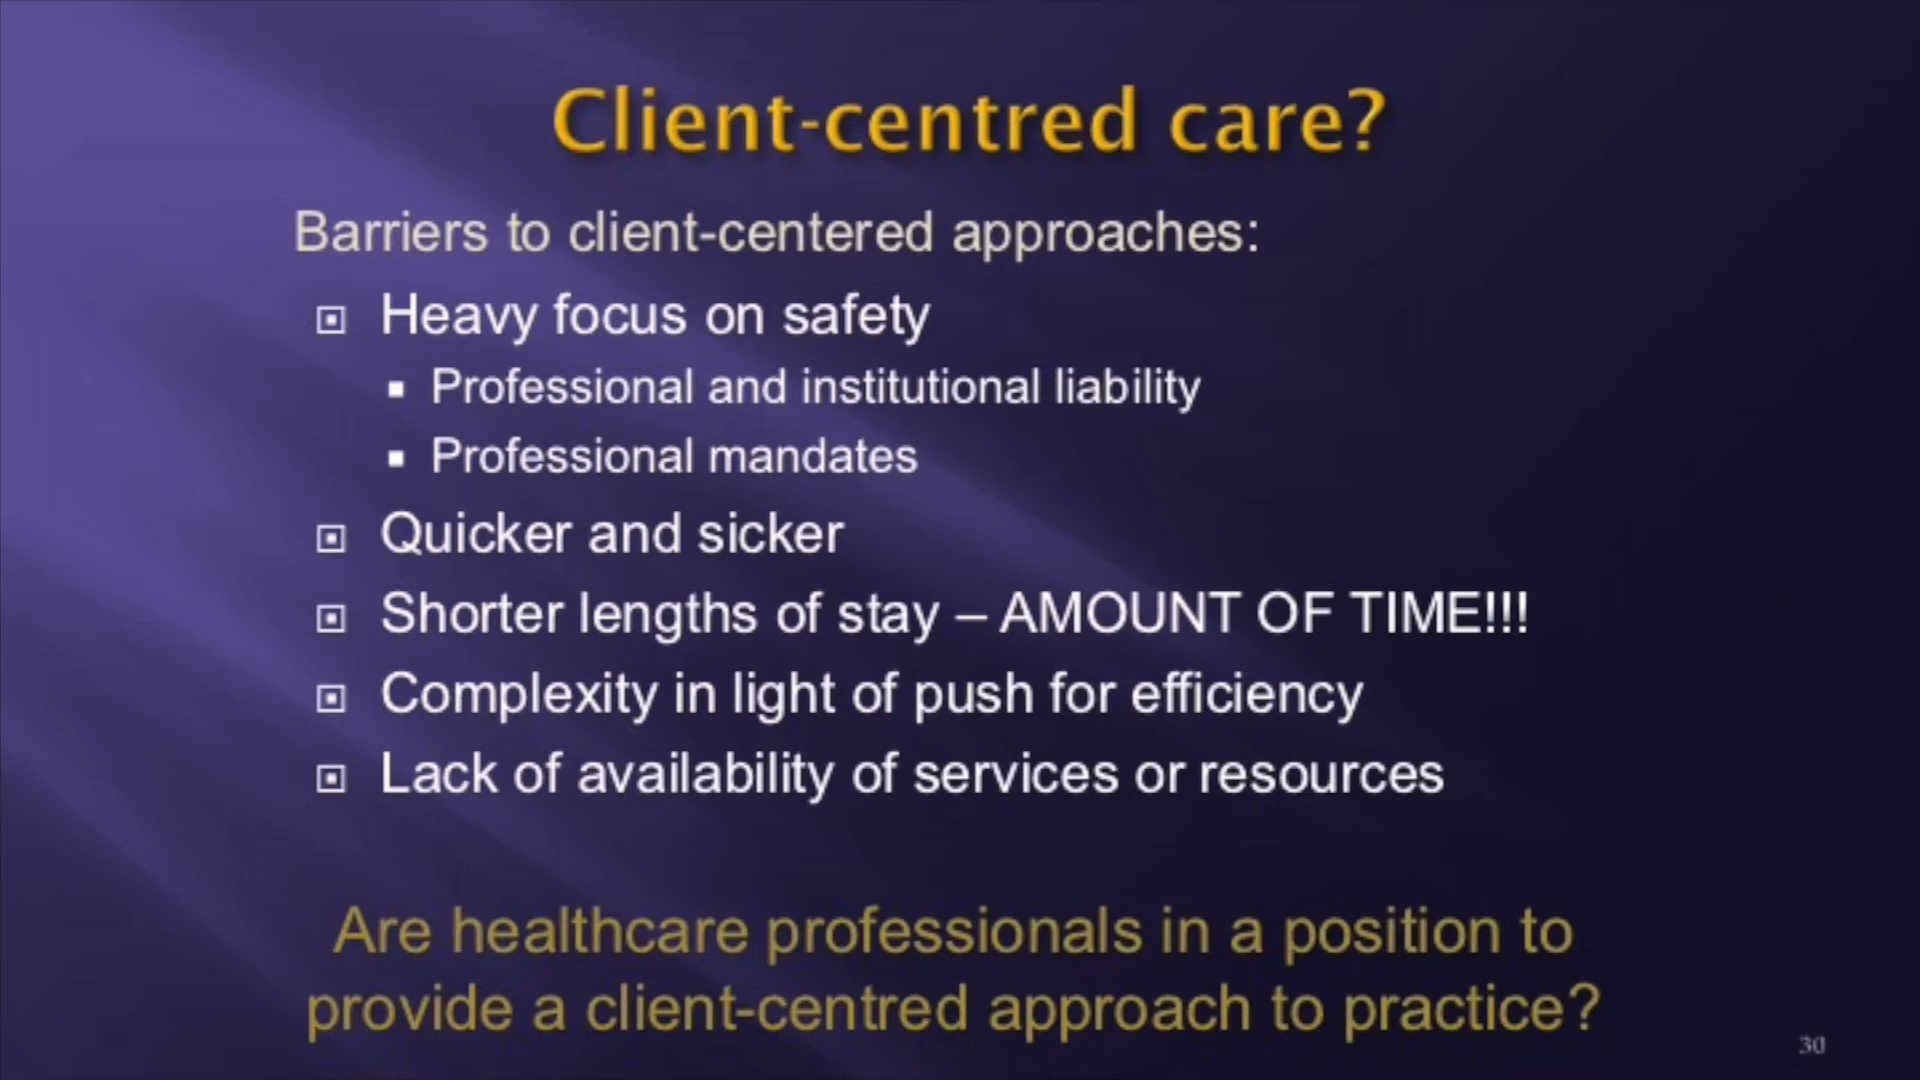 Client-centred care?
Barriers to client-centered approaches:
Heavy focus on safety
Professional and institutional liability
Professional mandates
Quicker and sicker
Shorter lengths of stay – AMOUNT OF TIME!!!
Complexity in light of push for efficiency
Lack of availability of services or resources
Are healthcare professionals in a position to
provide a client-centred approach to practice?
30